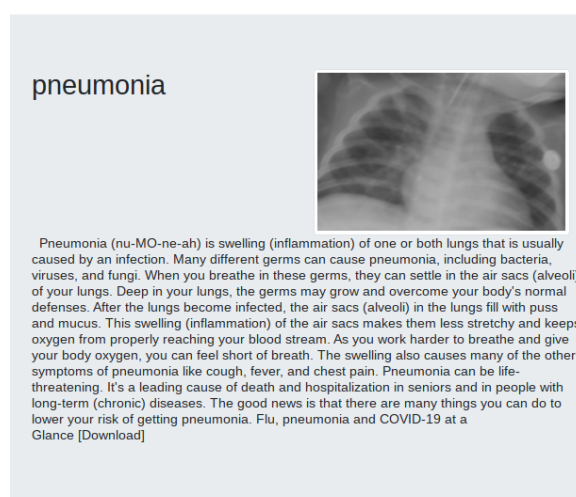 pneumonia
Pneumonia (nu-MO-ne-ah) is swelling (inflammation) of one or both lungs that is usually
caused by an infection. Many different germs can cause pneumonia, including bacteria,
viruses, and fungi. When you breathe in these germs, they can settle in the air sacs (alveoli)
of your lungs. Deep in your lungs, the germs may grow and overcome your body's normal
defenses. After the lungs become infected, the air sacs (alveoli) in the lungs fill with puss
and mucus. This swelling (inflammation) of the air sacs makes them less stretchy and keeps
oxygen from properly reaching your blood stream. As you work harder to breathe and give
your body oxygen, you can feel short of breath. The swelling also causes many of the other
symptoms of pneumonia like cough, fever, and chest pain. Pneumonia can be life-
threatening. It's a leading cause of death and hospitalization in seniors and in people with
long-term (chronic) diseases. The good news is that there are many things you can do to
lower your risk of getting pneumonia. Flu, pneumonia and COVID-19 at a
Glance [Download]